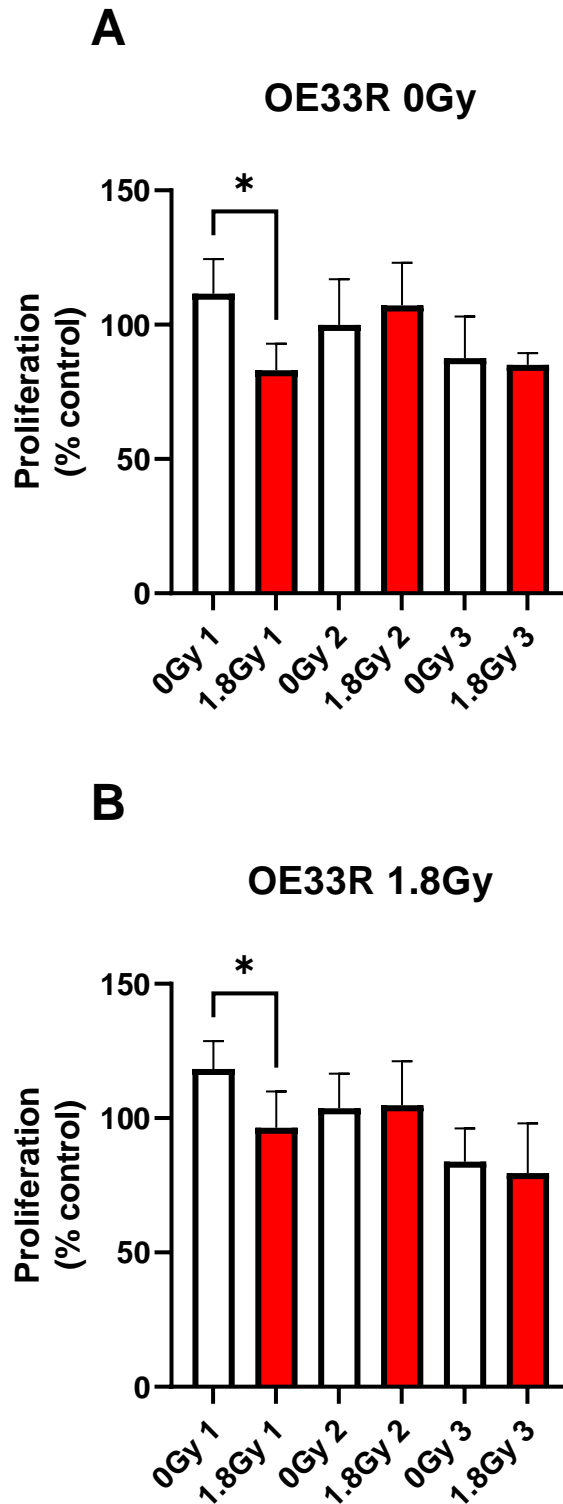 A
OE33R 0Gy
*
150
100
50
0
Proliferation
(% control)
0Gy 1
1.8Gy 1
0Gy 2
1.8Gy 2
0Gy 3
1.8Gy 3
B
OE33R 1.8Gy
*
150
100
50
0
Proliferation
(% control)
0Gy 1
1.8Gy 1
0Gy 2
1.8Gy 2
0Gy 3
1.8Gy 3